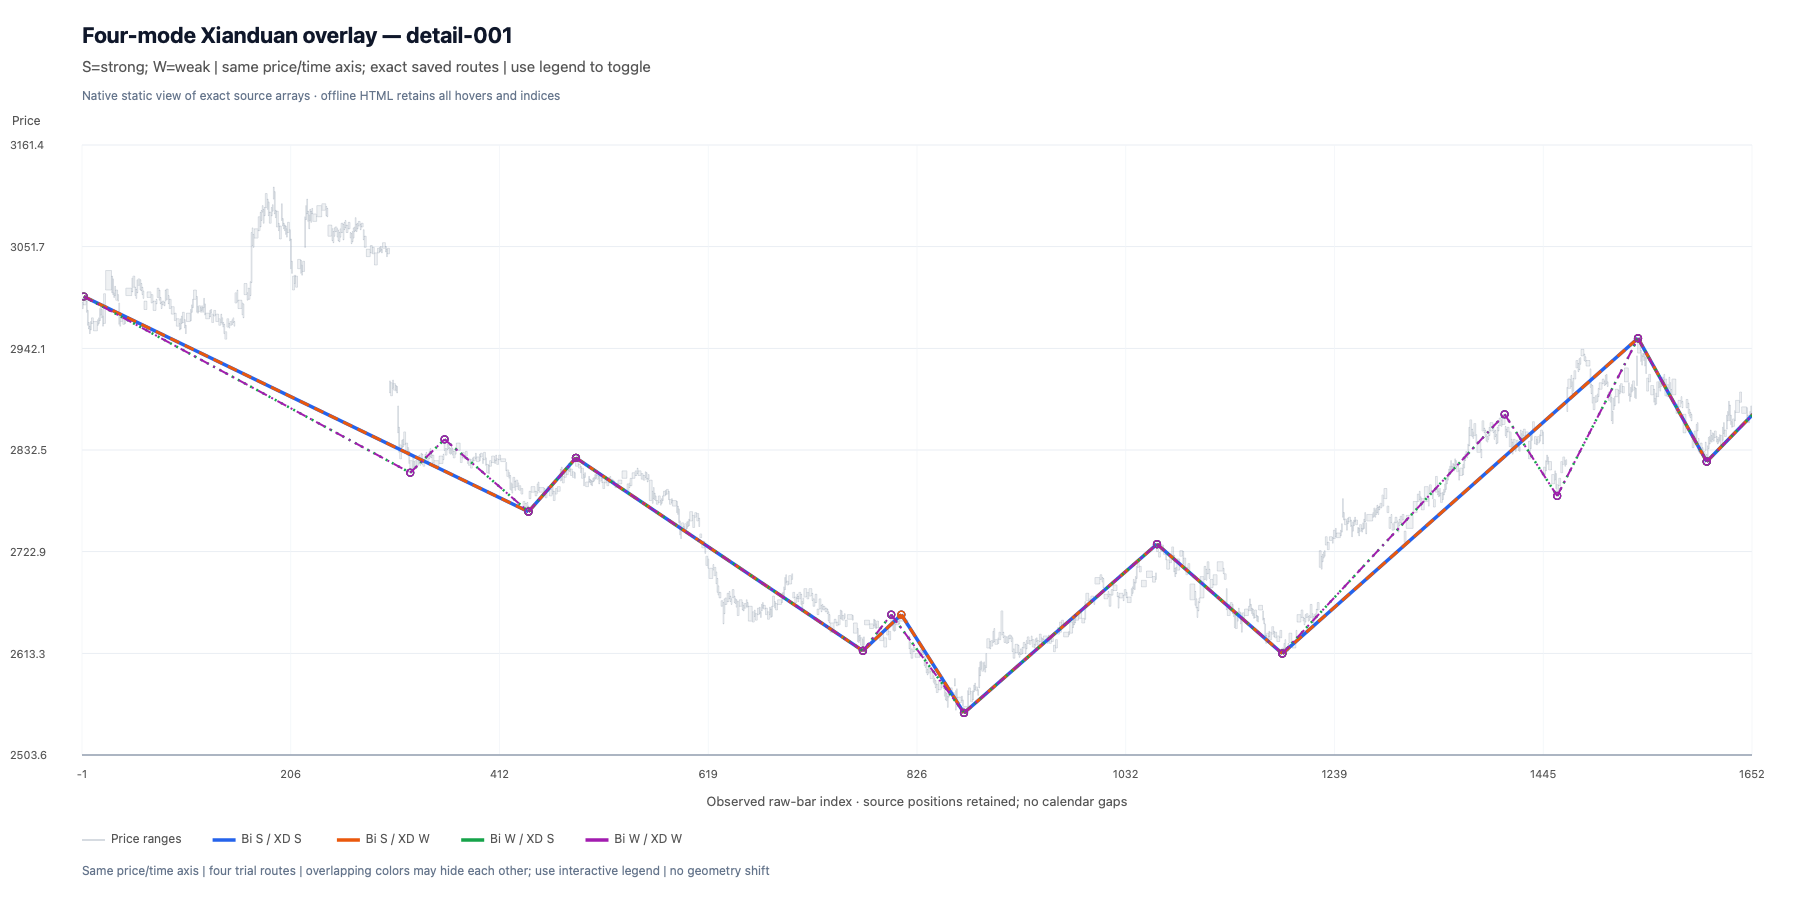 Four-mode Xianduan overlay — detail-001
S=strong; W=weak | same price/time axis; exact saved routes | use legend to toggle
Native static view of exact source arrays · offline HTML retains all hovers and indices
Price
3161.4
3051.7
2942.1
2832.5
2722.9
2613.3
2503.6
-1 206 412 619 826 1032 1239 1445 1652
Observed raw-bar index · source positions retained; no calendar gaps
Price ranges Bi S / XD S Bi S / XD W Bi W / XD S Bi W / XD W
Same price/time axis | four trial routes | overlapping colors may hide each other; use interactive legend | no geometry shift